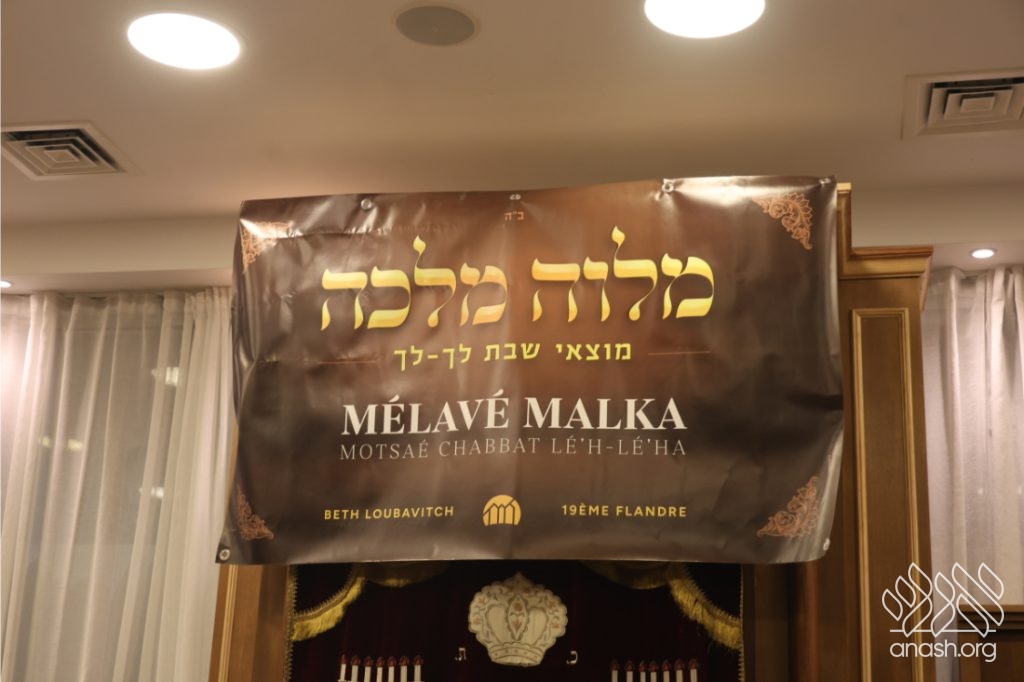 ב"ה
מלוה מלכה
מוצאי שבת לך-לך
MÉLAVÉ MALKA
MOTSAÉ CHABBAT LÉ'H-LÉ'HA
BETH LOUBAVITCH 19ÈME FLANDRE
כ ת
אנ"ש
anash.org